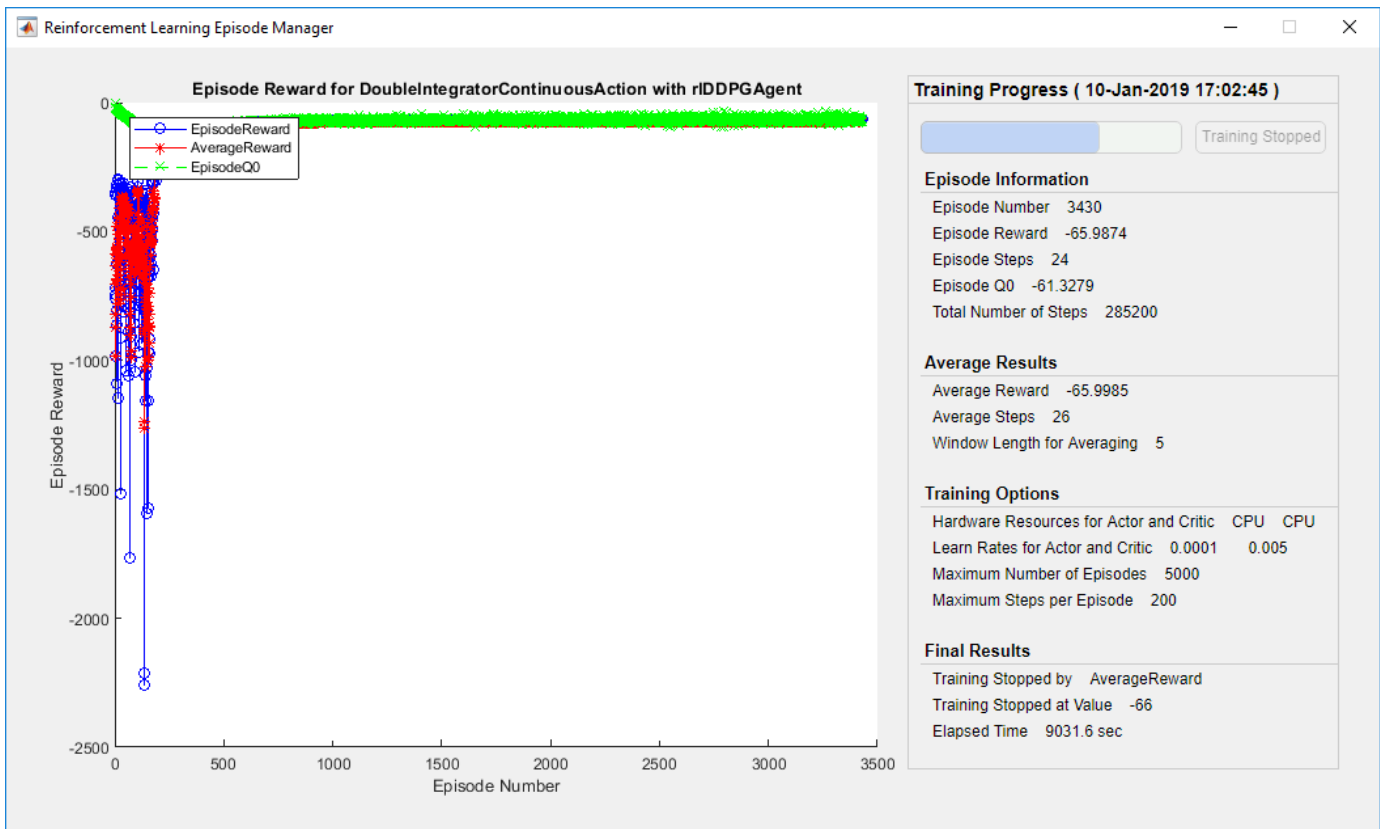 Reinforcement Learning Episode Manager
Episode Reward for DoubleIntegratorContinuousAction with rlDDPGAgent
EpisodeReward
AverageReward
EpisodeQ0
0
-500
-1000
-1500
-2000
-2500
Episode Reward
0
500
1000
1500
2000
2500
3000
3500
Episode Number
Training Progress ( 10-Jan-2019 17:02:45 )
Training Stopped
Episode Information
Episode Number 3430
Episode Reward -65.9874
Episode Steps 24
Episode Q0 -61.3279
Total Number of Steps 285200
Average Results
Average Reward -65.9985
Average Steps 26
Window Length for Averaging 5
Training Options
Hardware Resources for Actor and Critic CPU CPU
Learn Rates for Actor and Critic 0.0001 0.005
Maximum Number of Episodes 5000
Maximum Steps per Episode 200
Final Results
Training Stopped by AverageReward
Training Stopped at Value -66
Elapsed Time 9031.6 sec